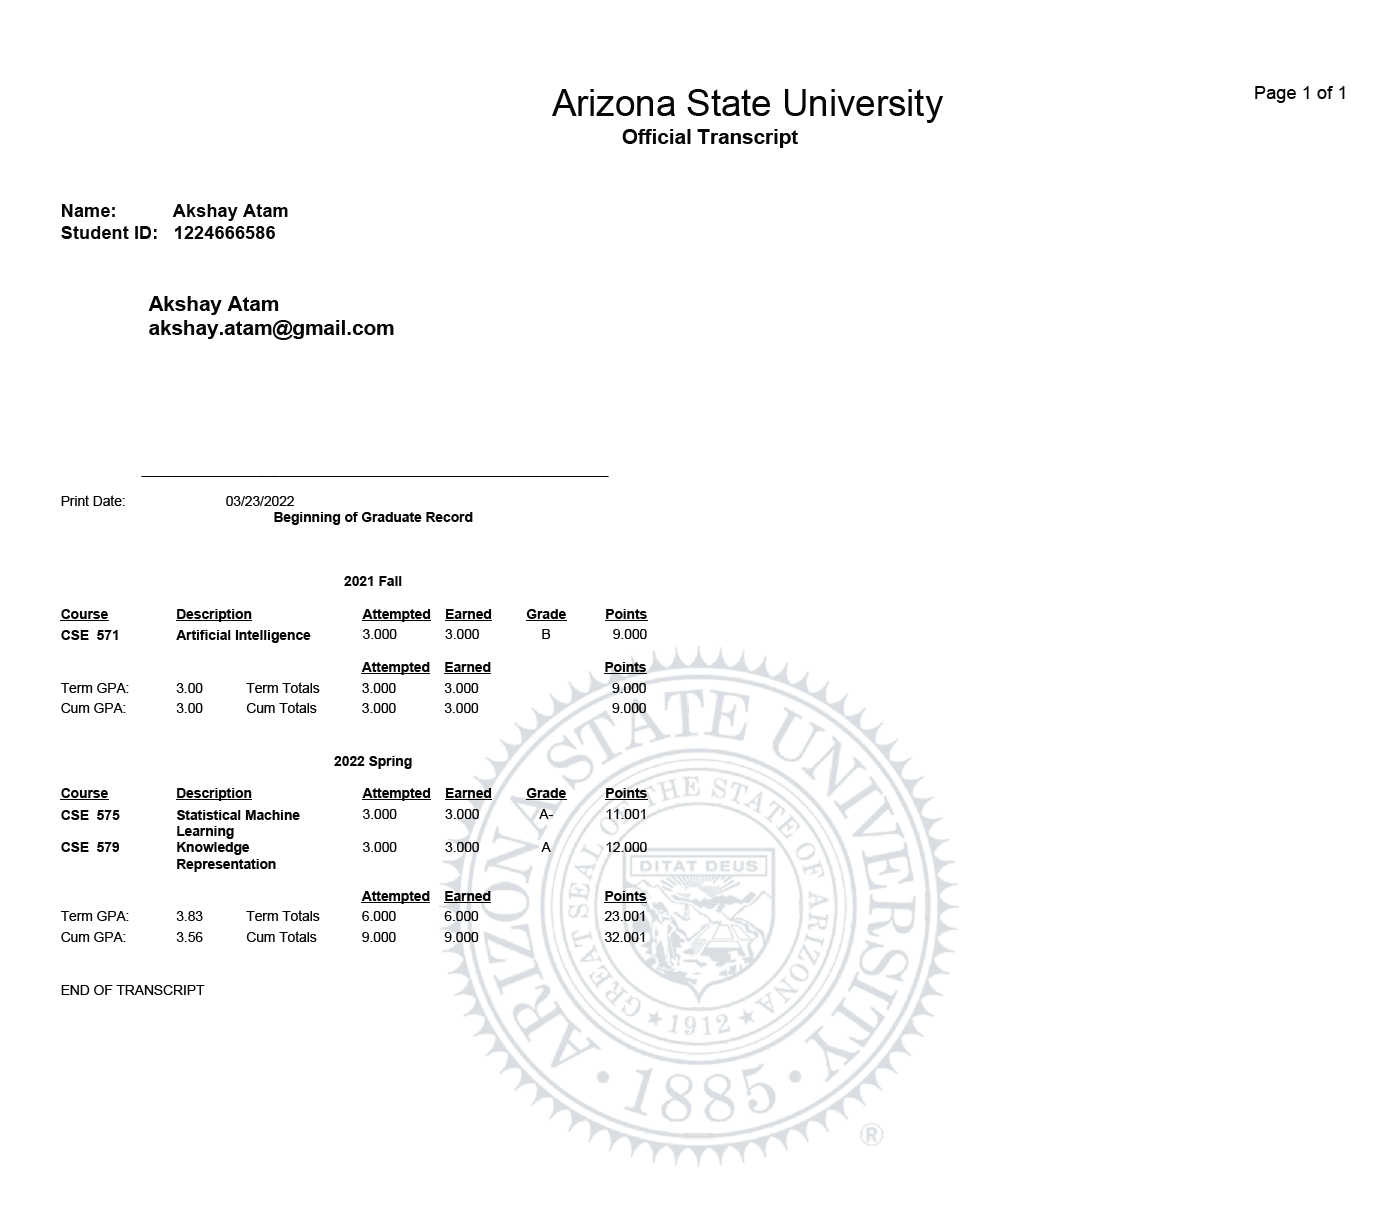 Page 1 of 1
Arizona State University
Official Transcript
Name: Akshay Atam
Student ID: 1224666586
Akshay Atam
akshay.atam@gmail.com
Print Date: 03/23/2022
Beginning of Graduate Record
2021 Fall
Course Description Attempted Earned Grade Points
CSE 571 Artificial Intelligence 3.000 3.000 B 9.000
Attempted Earned Points
Term GPA: 3.00 Term Totals 3.000 3.000 9.000
Cum GPA: 3.00 Cum Totals 3.000 3.000 9.000
2022 Spring
Course Description Attempted Earned Grade Points
CSE 575 Statistical Machine 3.000 3.000 A- 11.001
Learning
CSE 579 Knowledge 3.000 3.000 A 12.000
Representation
Attempted Earned Points
Term GPA: 3.83 Term Totals 6.000 6.000 23.001
Cum GPA: 3.56 Cum Totals 9.000 9.000 32.001
END OF TRANSCRIPT
ARIZONA STATE UNIVERSITY
GREAT SEAL OF THE STATE OF ARIZONA
DITAT DEUS
1912
1885
®